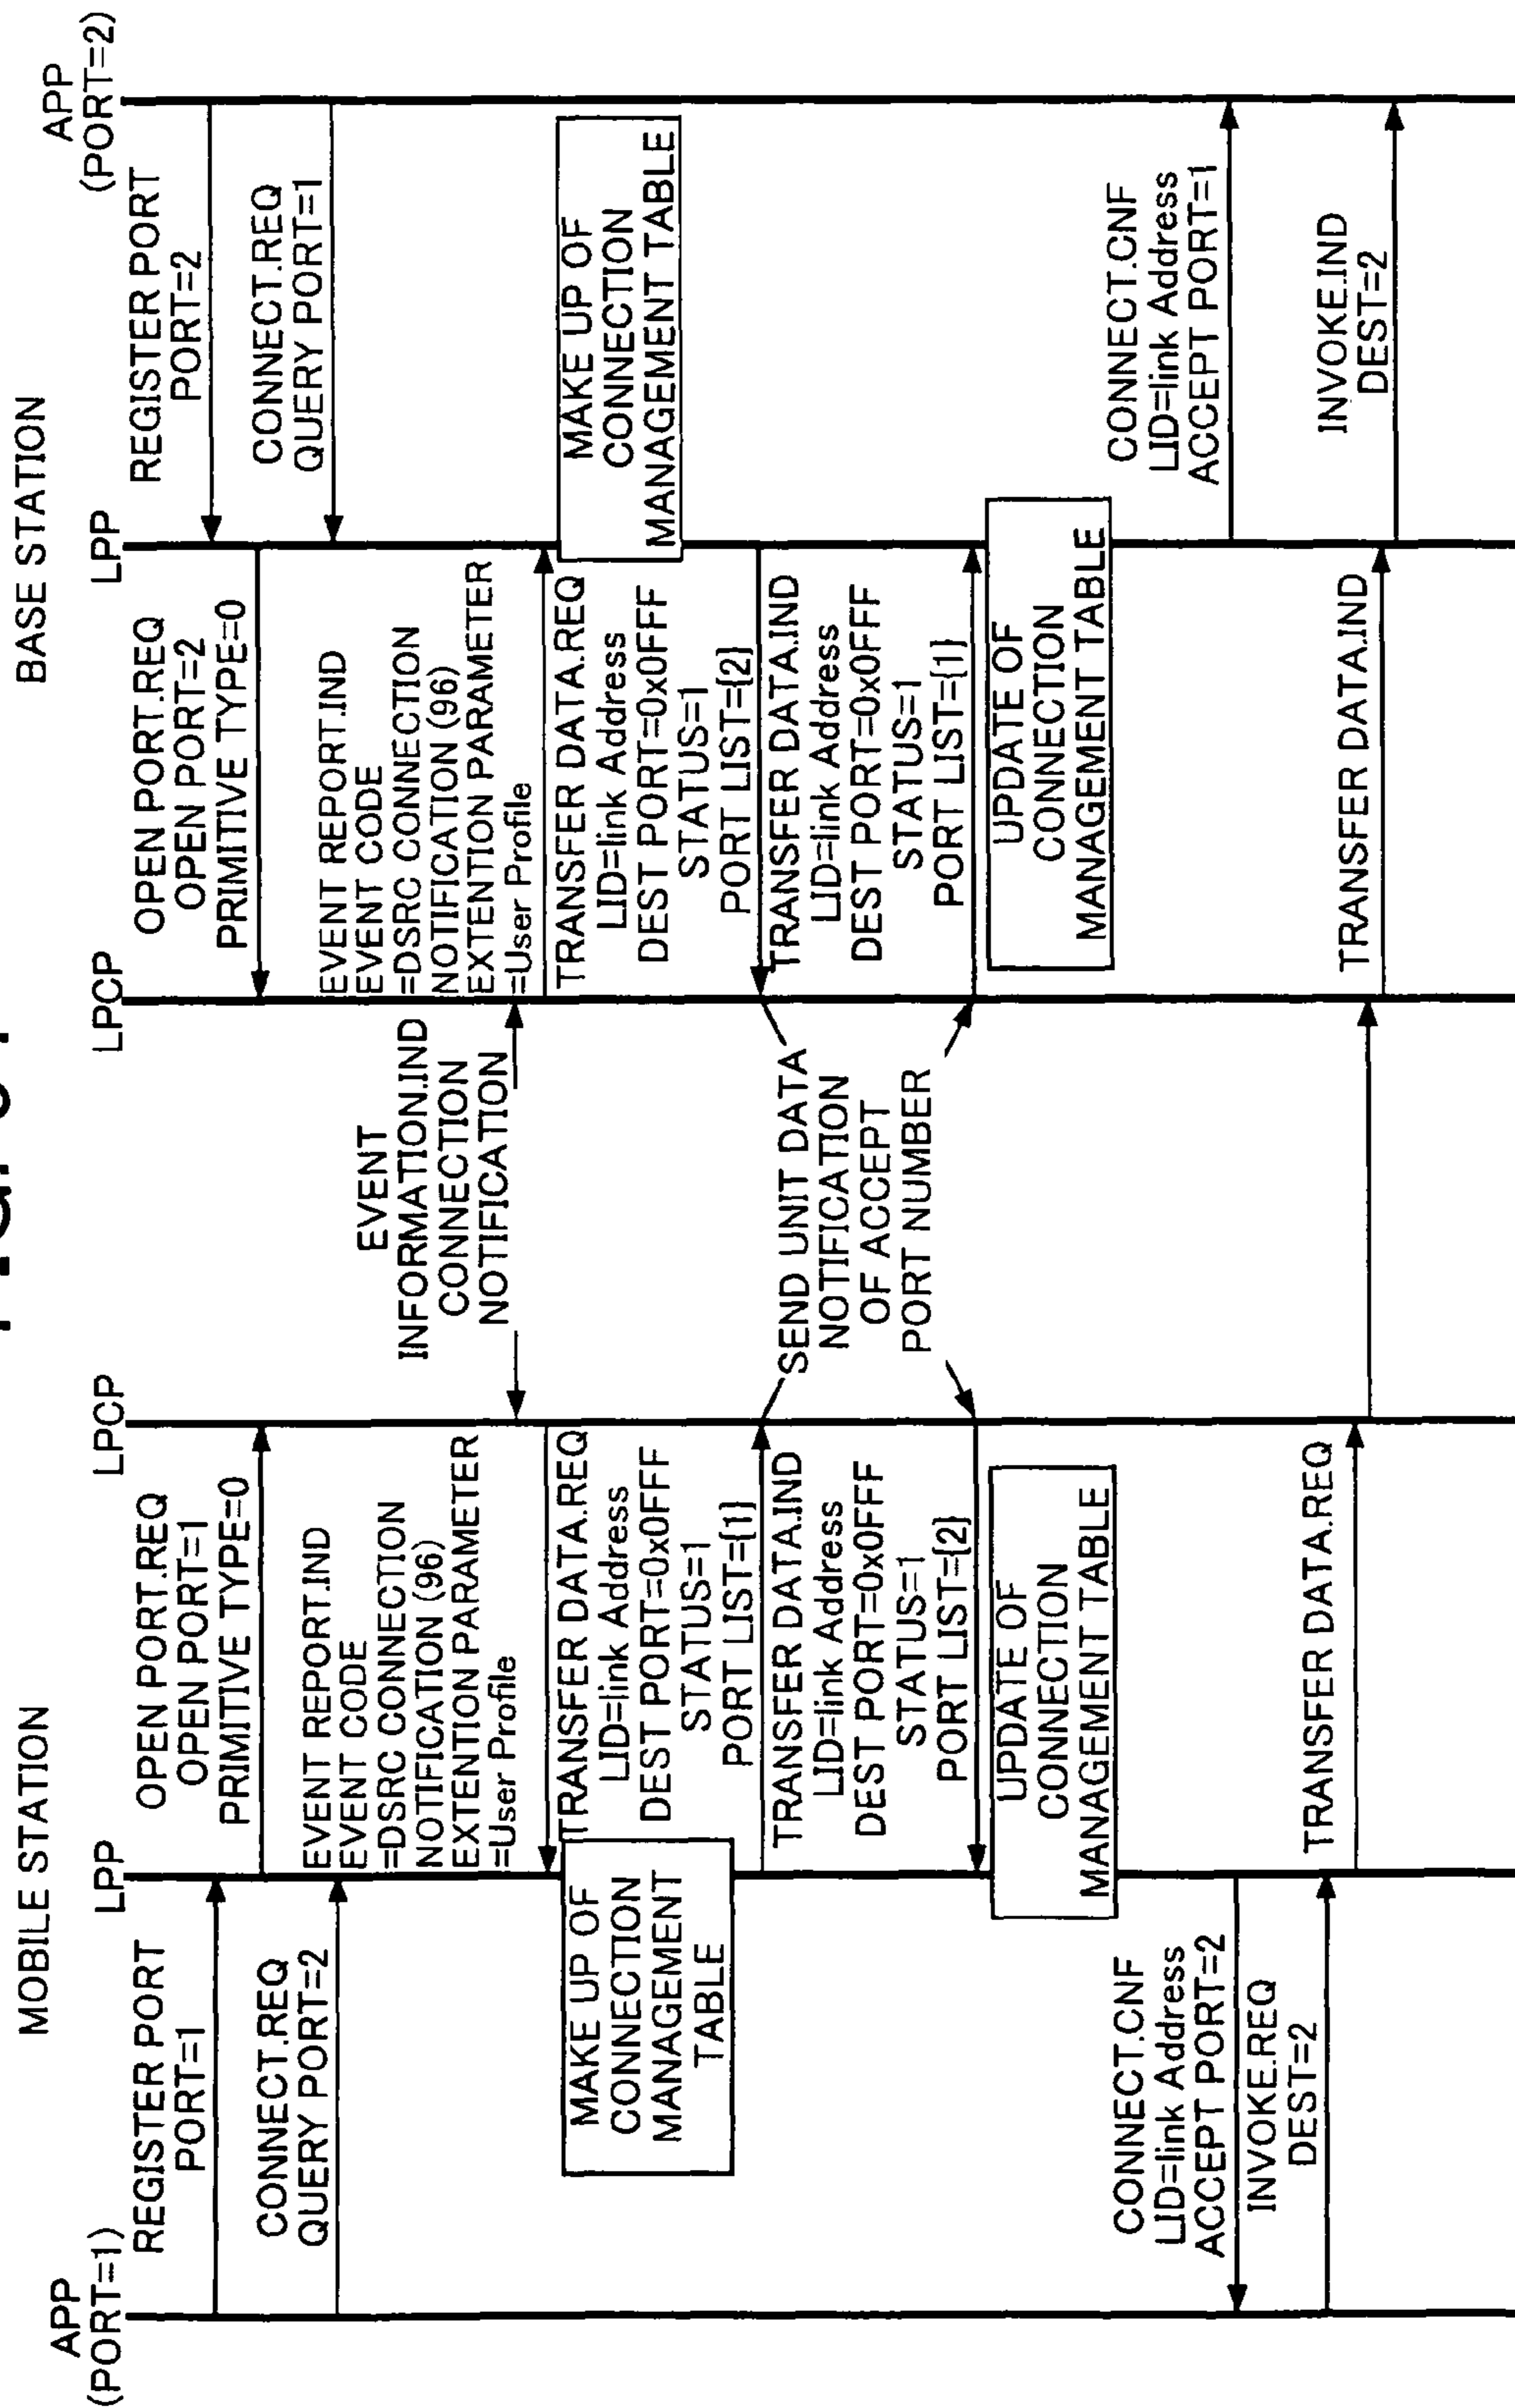 MOBILE STATION
BASE STATION
APP
(PORT=1)
LPP
LPCP
LPCP
LPP
APP
(PORT=2)
REGISTER PORT
PORT=1
OPEN PORT.REQ
OPEN PORT=1
PRIMITIVE TYPE=0
OPEN PORT.REQ
OPEN PORT=2
PRIMITIVE TYPE=0
REGISTER PORT
PORT=2
CONNECT.REQ
QUERY PORT=2
CONNECT.REQ
QUERY PORT=1
EVENT REPORT.IND
EVENT CODE
=DSRC CONNECTION
NOTIFICATION (96)
EXTENTION PARAMETER
=User Profile
EVENT
INFORMATION.IND
CONNECTION
NOTIFICATION
EVENT REPORT.IND
EVENT CODE
=DSRC CONNECTION
NOTIFICATION (96)
EXTENTION PARAMETER
=User Profile
MAKE UP OF
CONNECTION
MANAGEMENT
TABLE
TRANSFER DATA.REQ
LID=link Address
DEST PORT=0x0FFF
STATUS=1
PORT LIST={1}
TRANSFER DATA.REQ
LID=link Address
DEST PORT=0x0FFF
STATUS=1
PORT LIST={2}
MAKE UP OF
CONNECTION
MANAGEMENT TABLE
TRANSFER DATA.IND
LID=link Address
DEST PORT=0x0FFF
STATUS=1
PORT LIST={2}
SEND UNIT DATA
NOTIFICATION
OF ACCEPT
PORT NUMBER
TRANSFER DATA.IND
LID=link Address
DEST PORT=0x0FFF
STATUS=1
PORT LIST={1}
UPDATE OF
CONNECTION
MANAGEMENT TABLE
UPDATE OF
CONNECTION
MANAGEMENT TABLE
CONNECT.CNF
LID=link Address
ACCEPT PORT=2
CONNECT.CNF
LID=link Address
ACCEPT PORT=1
INVOKE.REQ
DEST=2
TRANSFER DATA.REQ
TRANSFER DATA.IND
INVOKE.IND
DEST=2